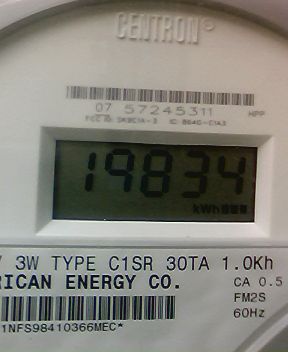 CENTRON®
07 57245311 HPP
19834
kWh
3W TYPE C1SR 30TA 1.0Kh
RICAN ENERGY CO. CA 0.5
FM2S
60Hz
1NFS98410366MEC*